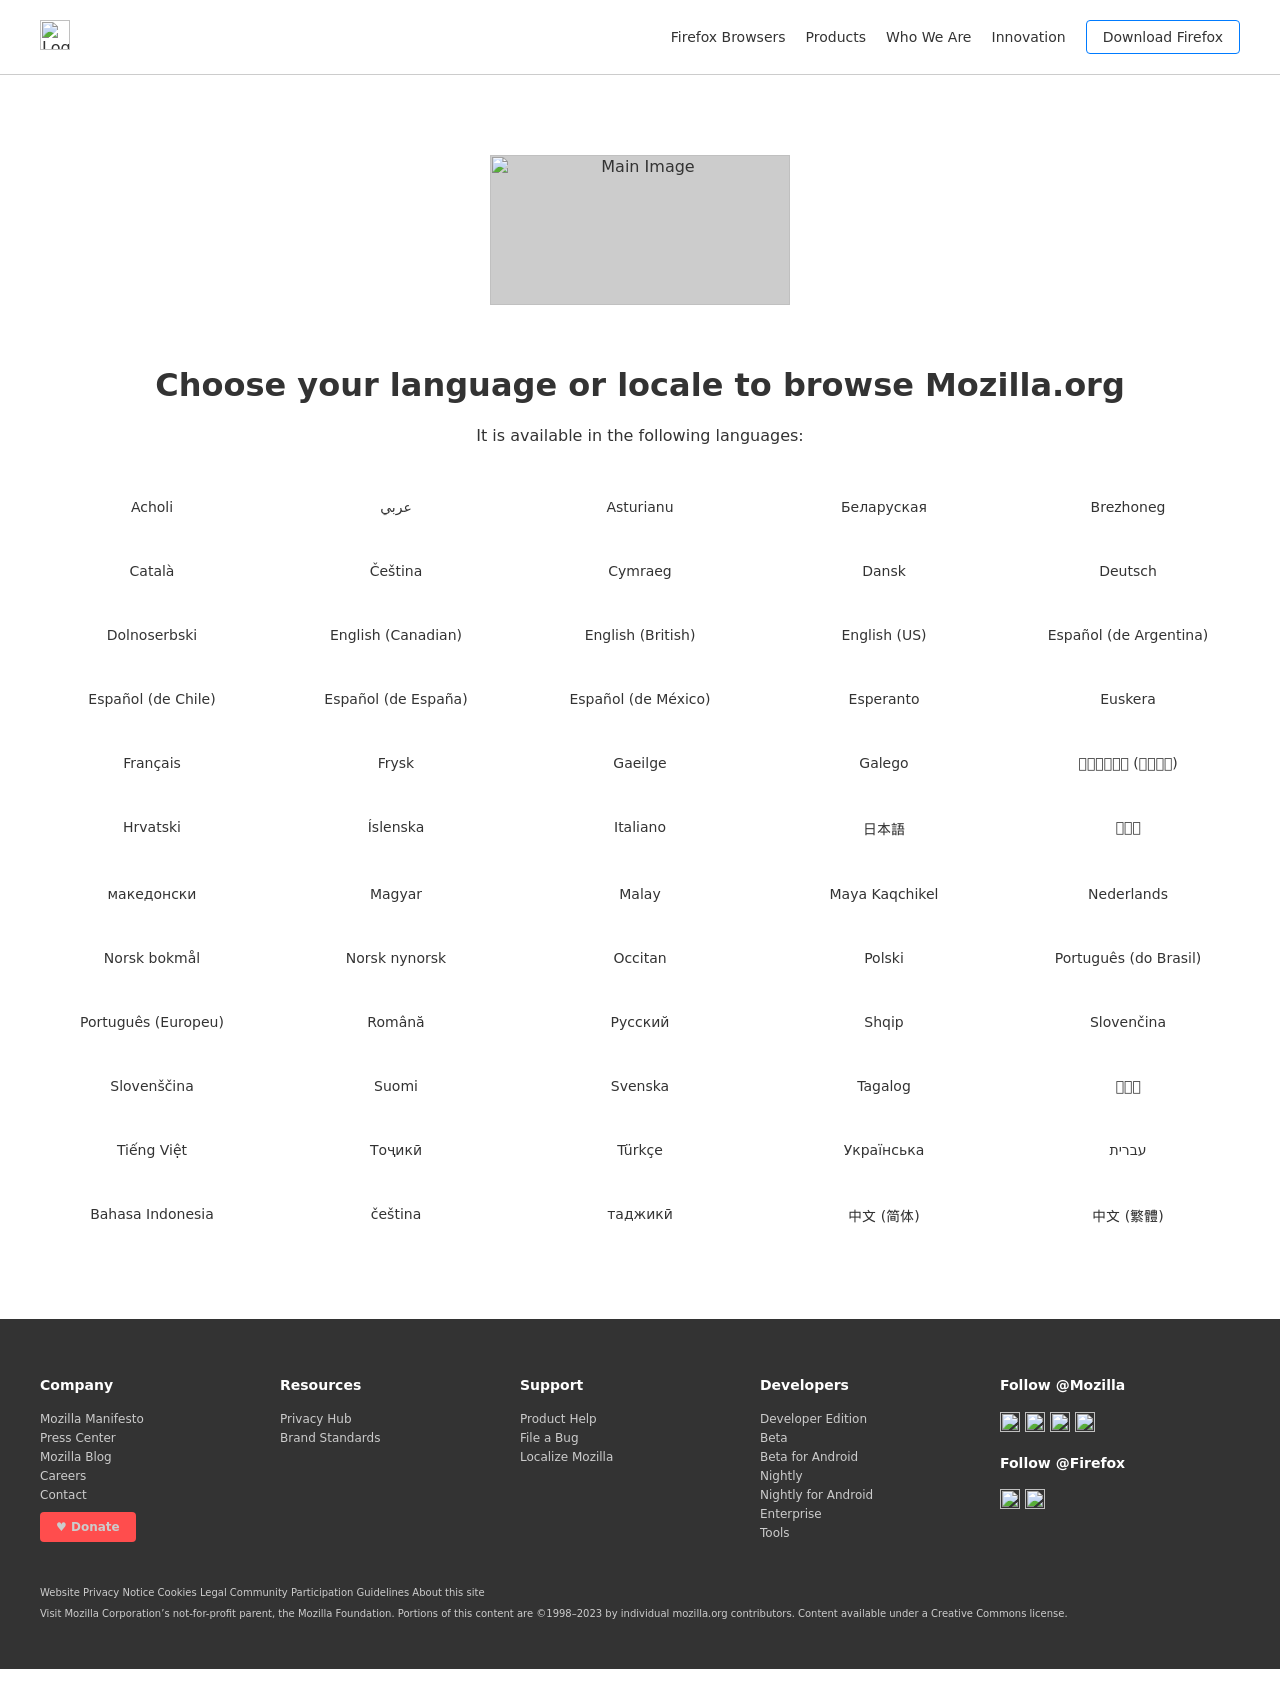 Log
Firefox Browsers Products Who We Are Innovation Download Firefox
Main Image
Choose your language or locale to browse Mozilla.org
It is available in the following languages:
Acholi عربي Asturianu Беларуская Brezhoneg
Català Čeština Cymraeg Dansk Deutsch
Dolnoserbski English (Canadian) English (British) English (US) Español (de Argentina)
Español (de Chile) Español (de España) Español (de México) Esperanto Euskera
Français Frysk Gaeilge Galego
Hrvatski Íslenska Italiano 日本語
македонски Magyar Malay Maya Kaqchikel Nederlands
Norsk bokmål Norsk nynorsk Occitan Polski Português (do Brasil)
Português (Europeu) Română Русский Shqip Slovenčina
Slovenščina Suomi Svenska Tagalog
Tiếng Việt Тоҷикӣ Türkçe Українська עברית
Bahasa Indonesia čeština таджикӣ 中文 (简体) 中文 (繁體)
Company Resources Support Developers Follow @Mozilla
Mozilla Manifesto Privacy Hub Product Help Developer Edition
Press Center Brand Standards File a Bug Beta
Mozilla Blog Localize Mozilla Beta for Android
Careers Nightly Follow @Firefox
Contact Nightly for Android
♥ Donate Enterprise
Tools
Website Privacy Notice Cookies Legal Community Participation Guidelines About this site
Visit Mozilla Corporation’s not-for-profit parent, the Mozilla Foundation. Portions of this content are ©1998–2023 by individual mozilla.org contributors. Content available under a Creative Commons license.